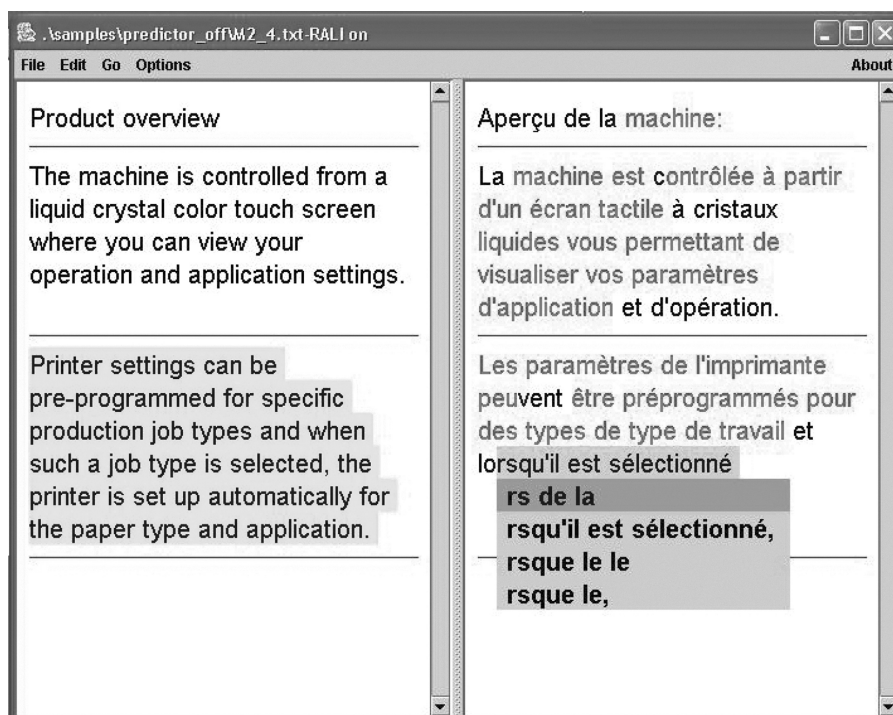 .\samples\predictor_off\M2_4.txt-RALI on
File Edit Go Options About
Product overview
The machine is controlled from a
liquid crystal color touch screen
where you can view your
operation and application settings.
Printer settings can be
pre-programmed for specific
production job types and when
such a job type is selected, the
printer is set up automatically for
the paper type and application.
Aperçu de la machine:
La machine est contrôlée à partir
d'un écran tactile à cristaux
liquides vous permettant de
visualiser vos paramètres
d'application et d'opération.
Les paramètres de l'imprimante
peuvent être préprogrammés pour
des types de type de travail et
lorsqu'il est sélectionné
rs de la
rsqu'il est sélectionné,
rsque le le
rsque le,